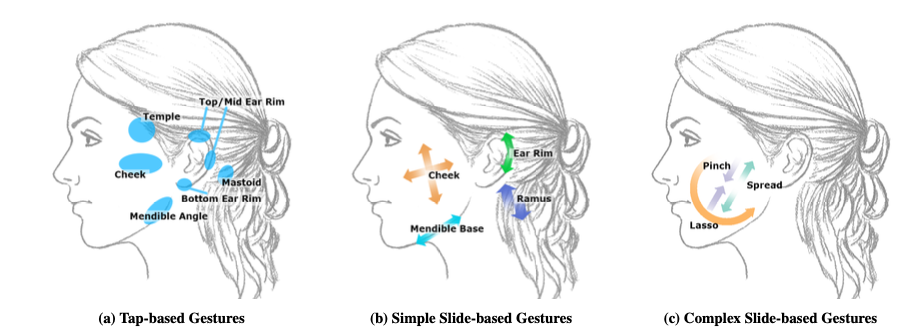 Top/Mid Ear Rim
Temple
Cheek
Mastoid
Bottom Ear Rim
Mendible Angle
(a) Tap-based Gestures
Ear Rim
Cheek
Ramus
Mendible Base
(b) Simple Slide-based Gestures
Pinch
Spread
Lasso
(c) Complex Slide-based Gestures